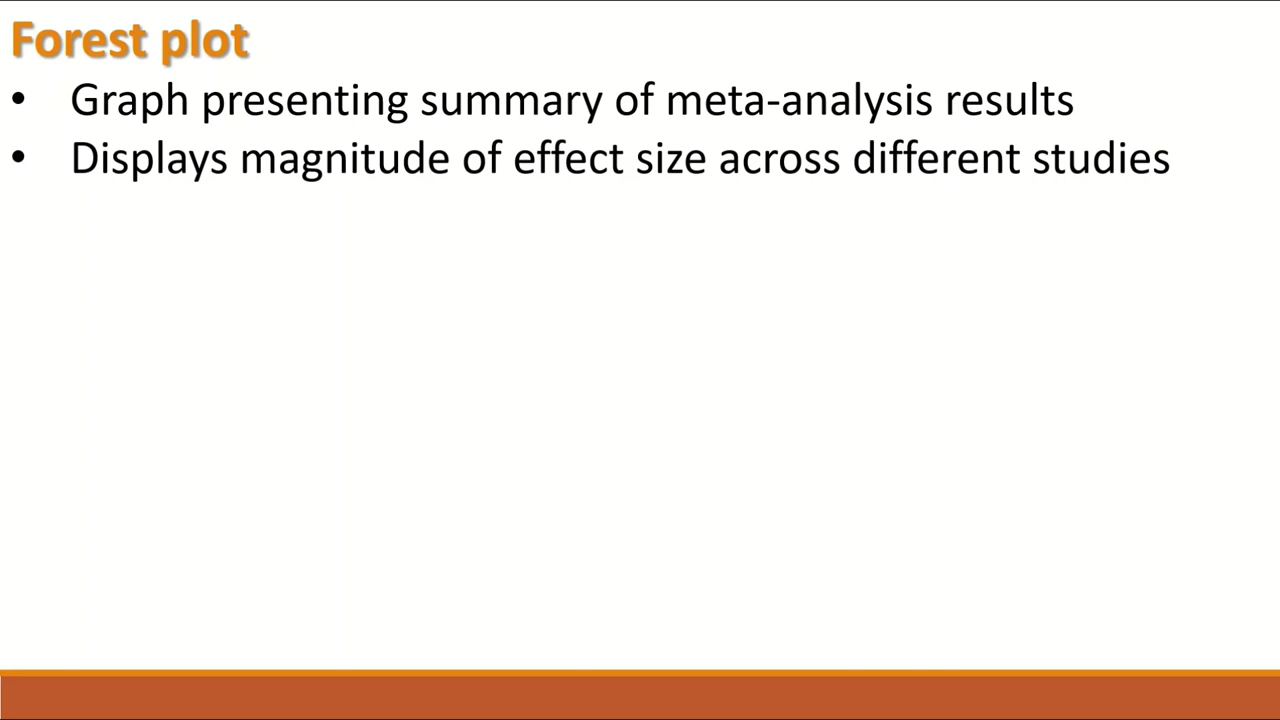 Forest plot
• Graph presenting summary of meta-analysis results
• Displays magnitude of effect size across different studies